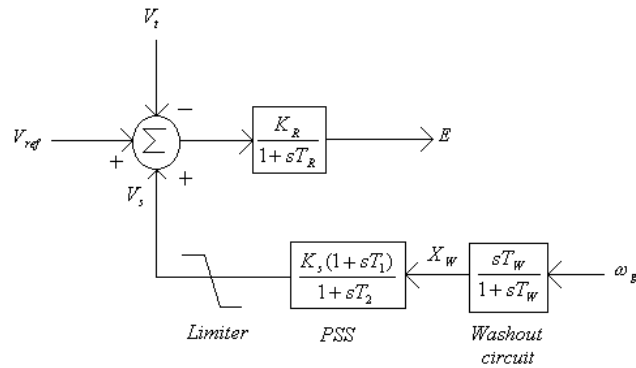 V_t
−
V_ref
+
Σ
K_R
1 + sT_R
E
V_s
+
K_s(1 + sT_1)
1 + sT_2
X_W
sT_W
1 + sT_W
ω_g
Limiter
PSS
Washout
circuit